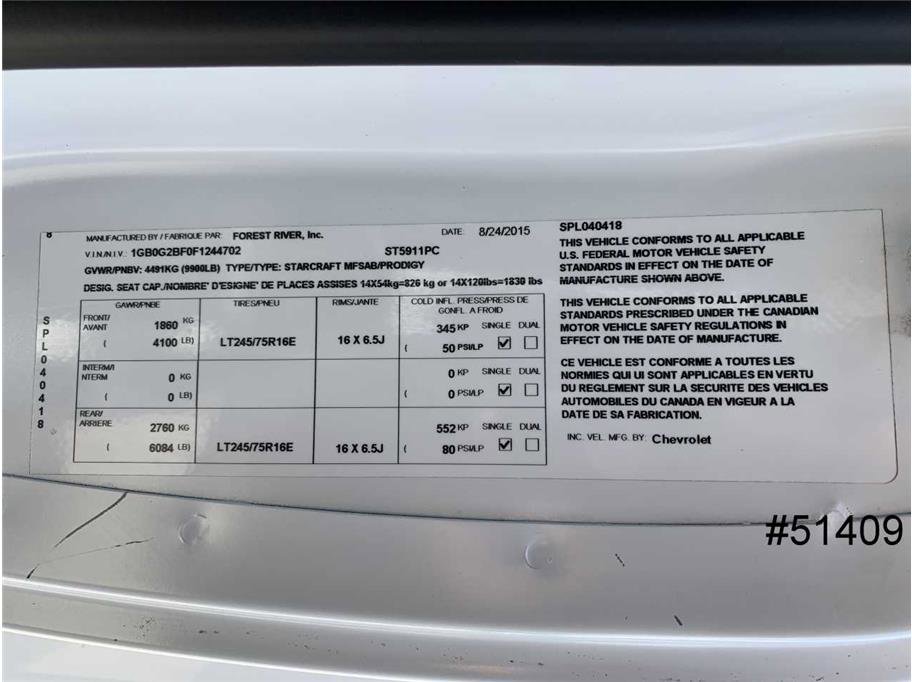 8
MANUFACTURED BY / FABRIQUE PAR: FOREST RIVER, Inc. DATE: 8/24/2015
V.I.N/N.I.V.: 1GB0G2BF0F1244702 ST5911PC
GVWR/PNBV: 4491KG (9900LB) TYPE/TYPE: STARCRAFT MFSAB/PRODIGY
DESIG. SEAT CAP./NOMBRE' D'ESIGNE' DE PLACES ASSISES 14X54kg=826 kg or 14X120lbs=1839 lbs
GAWR/PNBE TIRES/PNEU RIMS/JANTE COLD INFL. PRESS/PRESS DE
GONFL. A FROID
FRONT/
AVANT 1860 KG 345 KP SINGLE DUAL
( 4100 LB) LT245/75R16E 16 X 6.5J ( 50 PSI/LP ☑ ☐
INTERM/I
NTERM 0 KG 0 KP SINGLE DUAL
( 0 LB) ( 0 PSI/LP ☑ ☐
REAR/
ARRIERE 2760 KG 552 KP SINGLE DUAL
( 6084 LB) LT245/75R16E 16 X 6.5J ( 80 PSI/LP ☑ ☐
SPL040418
SPL040418
THIS VEHICLE CONFORMS TO ALL APPLICABLE
U.S. FEDERAL MOTOR VEHICLE SAFETY
STANDARDS IN EFFECT ON THE DATE OF
MANUFACTURE SHOWN ABOVE.
THIS VEHICLE CONFORMS TO ALL APPLICABLE
STANDARDS PRESCRIBED UNDER THE CANADIAN
MOTOR VEHICLE SAFETY REGULATIONS IN
EFFECT ON THE DATE OF MANUFACTURE.
CE VEHICULE EST CONFORME A TOUTES LES
NORMIES QUI UI SONT APPLICABLES EN VERTU
DU REGLEMENT SUR LA SECURITE DES VEHICLES
AUTOMOBILES DU CANADA EN VIGEUR A LA
DATE DE SA FABRICATION.
INC. VEL. MFG. BY: Chevrolet
#51409